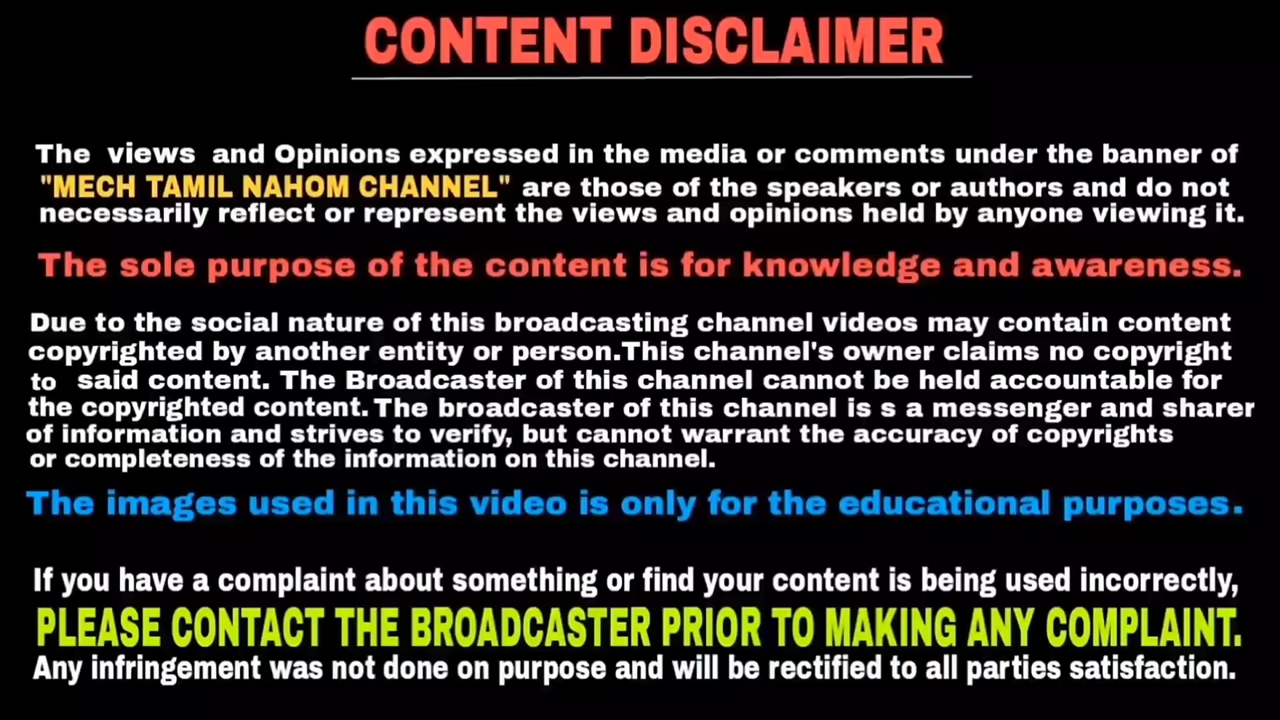 CONTENT DISCLAIMER
The views and Opinions expressed in the media or comments under the banner of
"MECH TAMIL NAHOM CHANNEL" are those of the speakers or authors and do not
necessarily reflect or represent the views and opinions held by anyone viewing it.
The sole purpose of the content is for knowledge and awareness.
Due to the social nature of this broadcasting channel videos may contain content
copyrighted by another entity or person.This channel's owner claims no copyright
to said content. The Broadcaster of this channel cannot be held accountable for
the copyrighted content. The broadcaster of this channel is s a messenger and sharer
of information and strives to verify, but cannot warrant the accuracy of copyrights
or completeness of the information on this channel.
The images used in this video is only for the educational purposes.
If you have a complaint about something or find your content is being used incorrectly,
PLEASE CONTACT THE BROADCASTER PRIOR TO MAKING ANY COMPLAINT.
Any infringement was not done on purpose and will be rectified to all parties satisfaction.